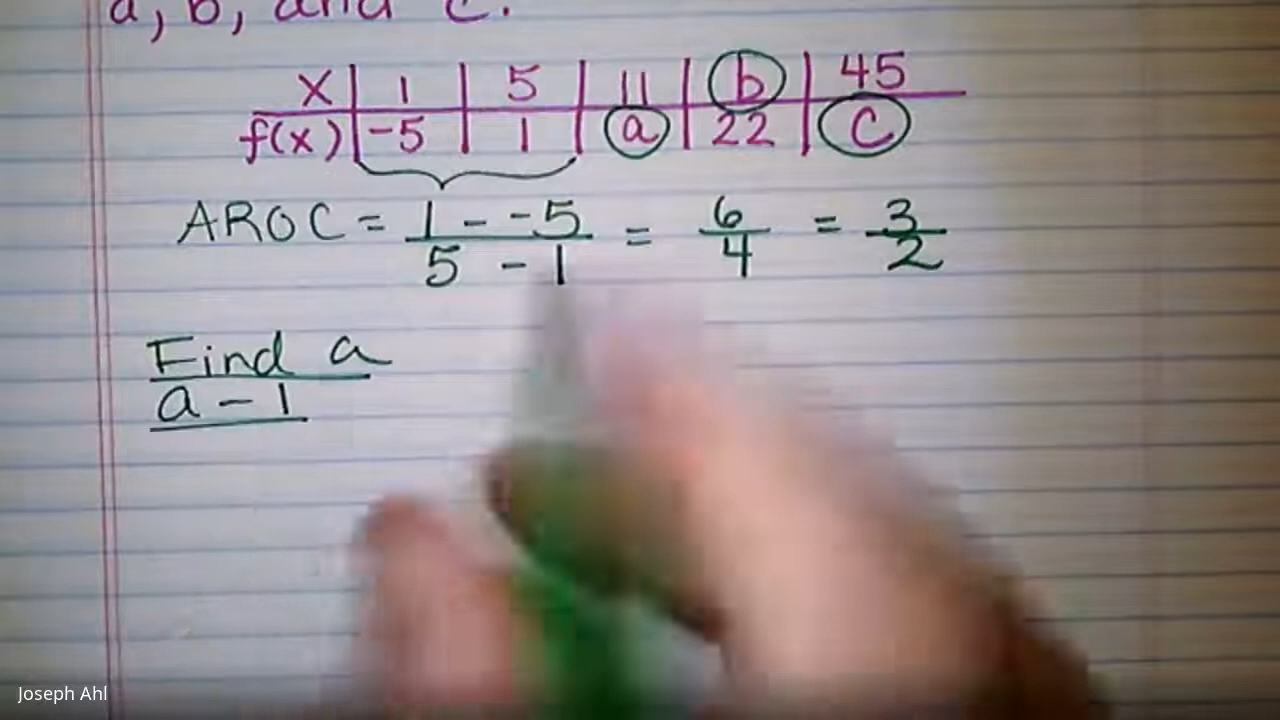 a, b, and c.
x | 1 | 5 | 11 | b | 45
f(x) | -5 | 1 | a | 22 | c
AROC = 1 - -5 / 5 - 1 = 6/4 = 3/2
Find a
a - 1
Joseph Ahl